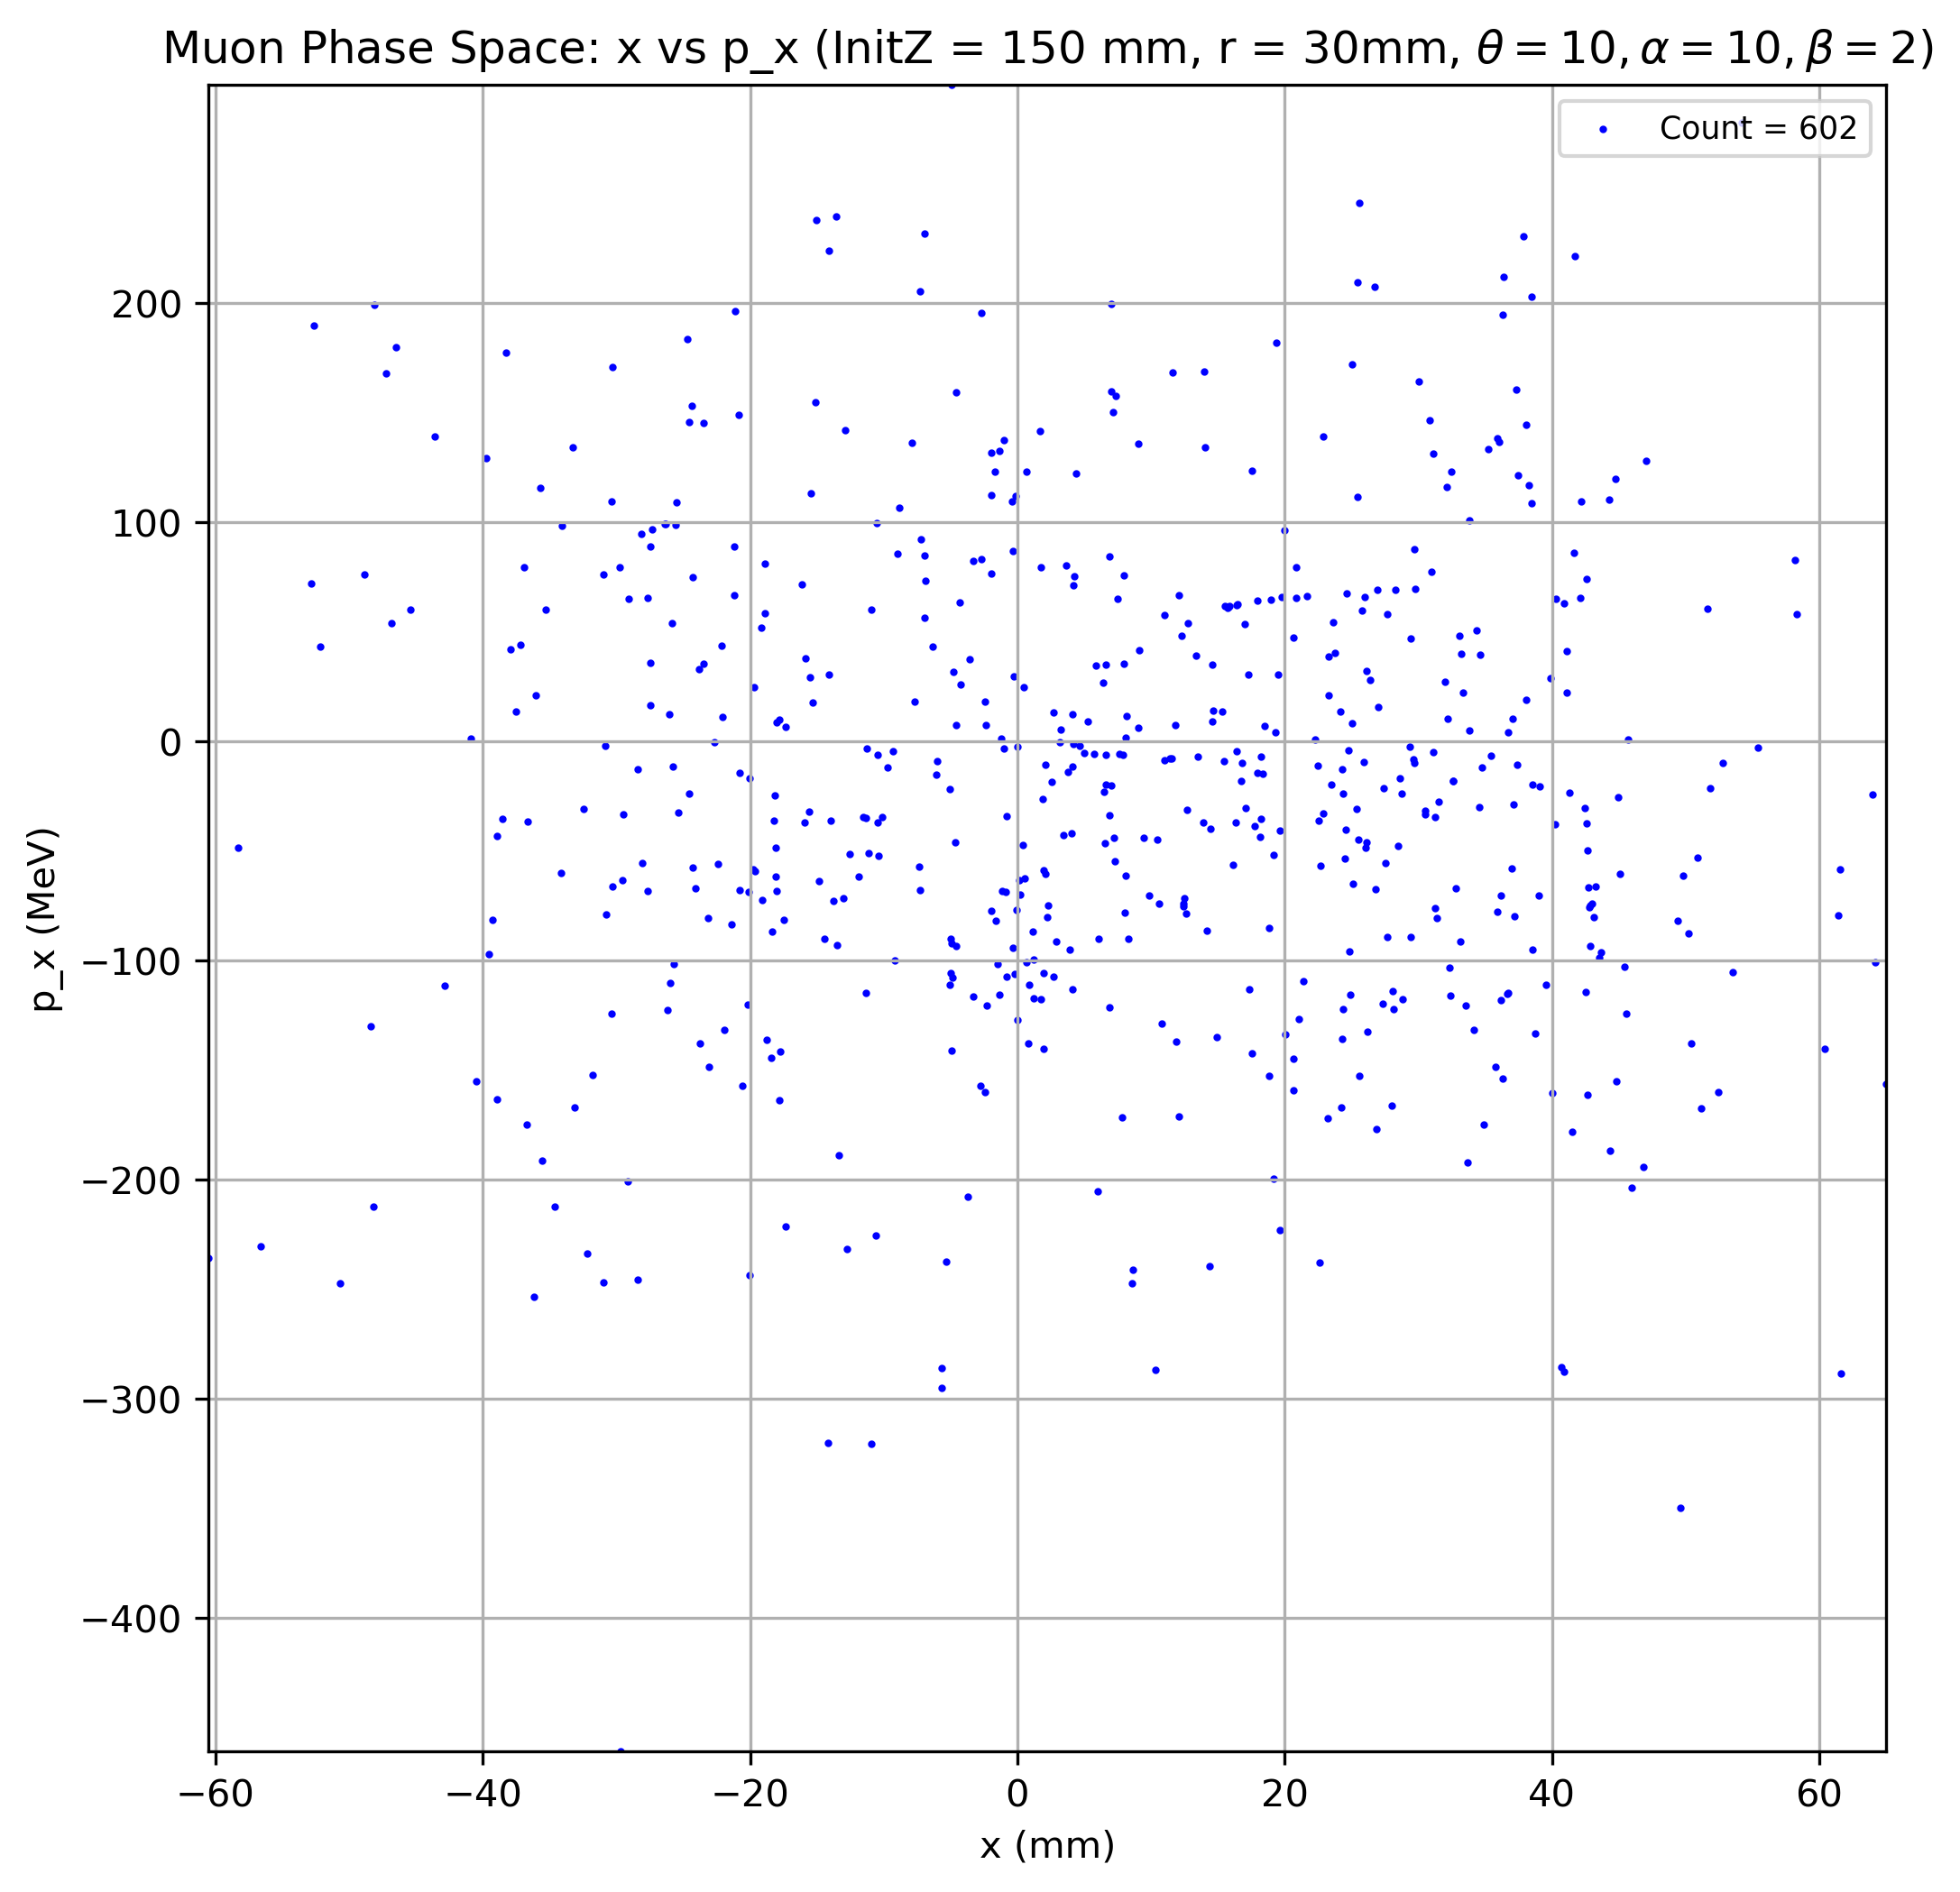 Muon Phase Space: x vs p_x (InitZ = 150 mm, r = 30mm, θ = 10, α = 10, β = 2)
Count = 602
200
100
0
−100
−200
−300
−400
p_x (MeV)
−60 −40 −20 0 20 40 60
x (mm)